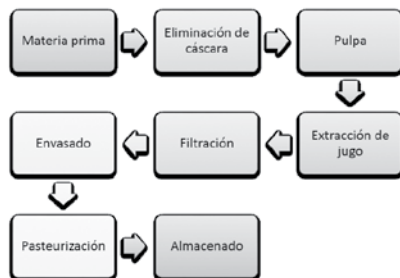 Materia prima
Eliminación de
cáscara
Pulpa
Extracción de
jugo
Filtración
Envasado
Pasteurización
Almacenado